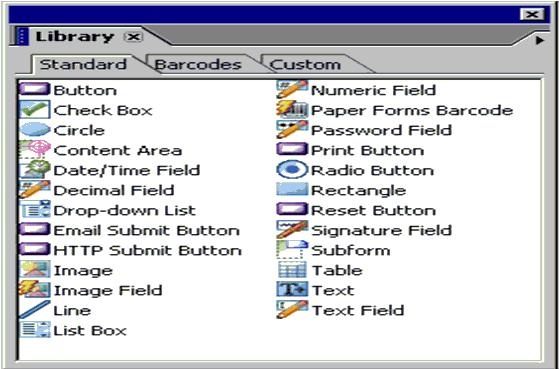 Library
Standard Barcodes Custom
Button
Check Box
Circle
Content Area
Date/Time Field
Decimal Field
Drop-down List
Email Submit Button
HTTP Submit Button
Image
Image Field
Line
List Box
Numeric Field
Paper Forms Barcode
Password Field
Print Button
Radio Button
Rectangle
Reset Button
Signature Field
Subform
Table
Text
Text Field